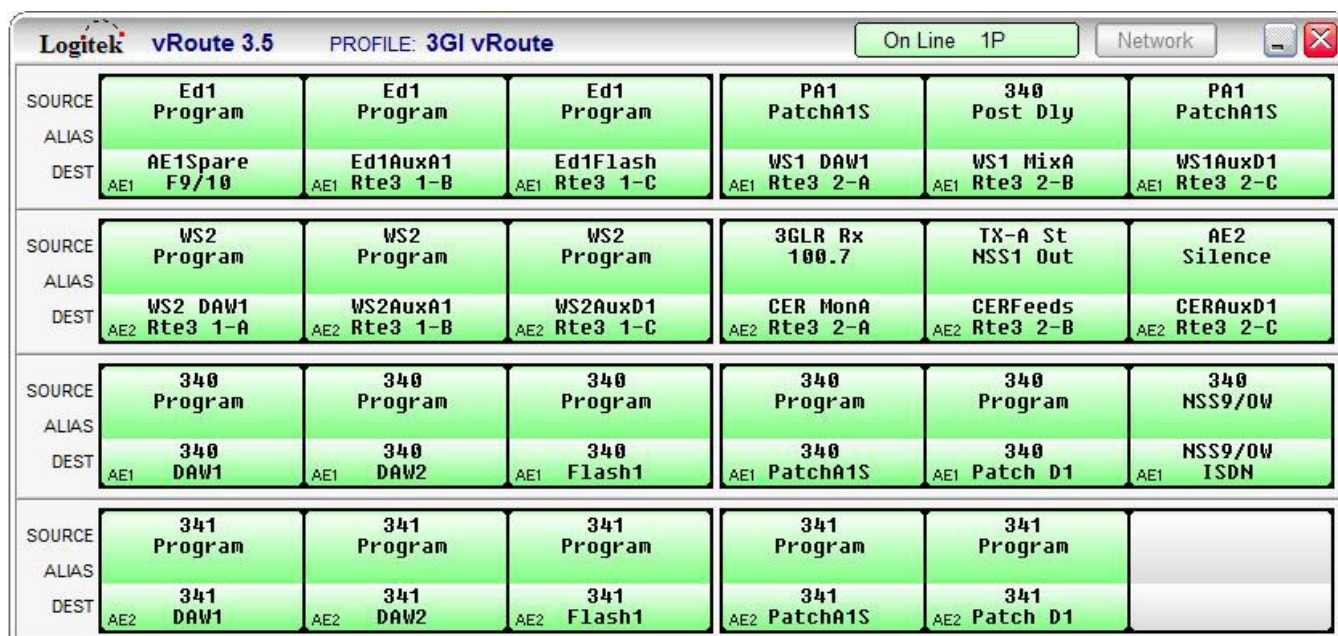 Logitek vRoute 3.5 PROFILE: 3GI vRoute On Line 1P Network
SOURCE Ed1 Ed1 Ed1 PA1 340 PA1
Program Program Program PatchA1S Post Dly PatchA1S
ALIAS
DEST AE1Spare Ed1AuxA1 Ed1Flash WS1 DAW1 WS1 MixA WS1AuxD1
AE1 F9/10 AE1 Rte3 1-B AE1 Rte3 1-C AE1 Rte3 2-A AE1 Rte3 2-B AE1 Rte3 2-C
SOURCE WS2 WS2 WS2 3GLR Rx TX-A St AE2
Program Program Program 100.7 NSS1 Out Silence
ALIAS
DEST WS2 DAW1 WS2AuxA1 WS2AuxD1 CER MonA CERFeeds CERAuxD1
AE2 Rte3 1-A AE2 Rte3 1-B AE2 Rte3 1-C AE2 Rte3 2-A AE2 Rte3 2-B AE2 Rte3 2-C
SOURCE 340 340 340 340 340 340
Program Program Program Program Program NSS9/OW
ALIAS
DEST 340 340 340 340 340 NSS9/OW
AE1 DAW1 AE1 DAW2 AE1 Flash1 AE1 PatchA1S AE1 Patch D1 AE1 ISDN
SOURCE 341 341 341 341 341
Program Program Program Program Program
ALIAS
DEST 341 341 341 341 341
AE2 DAW1 AE2 DAW2 AE2 Flash1 AE2 PatchA1S AE2 Patch D1